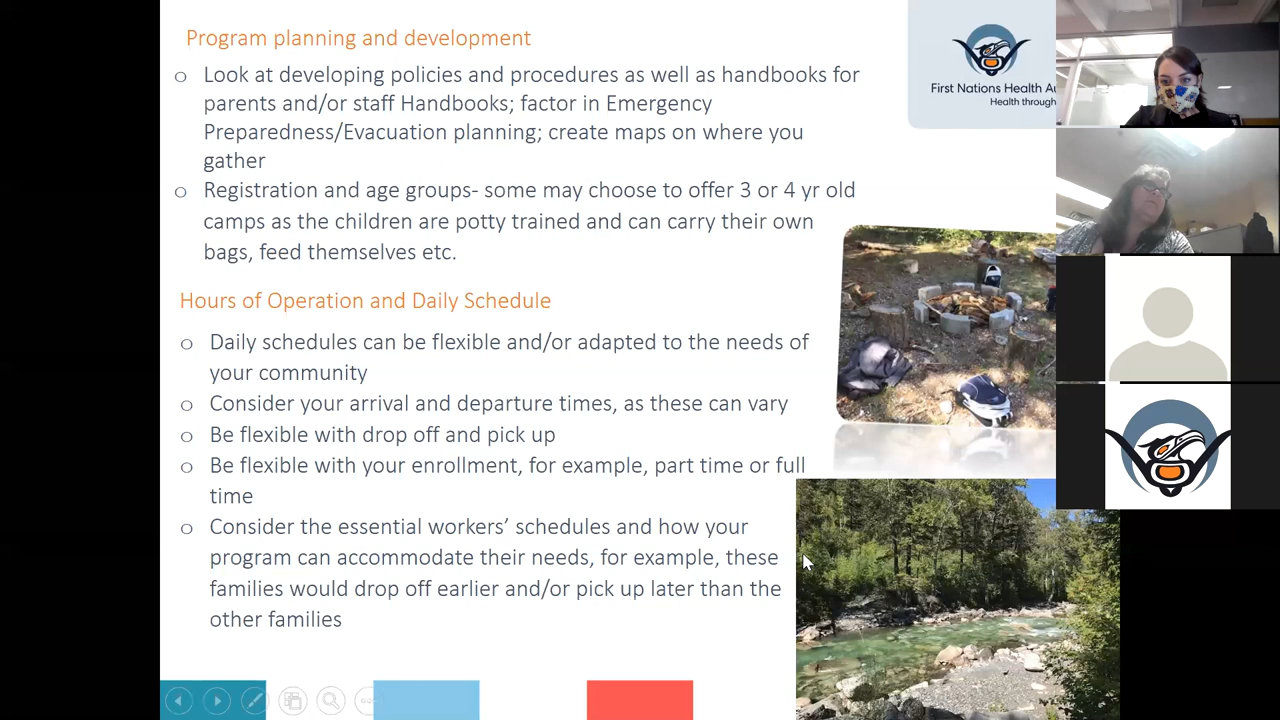 Program planning and development
o Look at developing policies and procedures as well as handbooks for
parents and/or staff Handbooks; factor in Emergency
Preparedness/Evacuation planning; create maps on where you
gather
o Registration and age groups- some may choose to offer 3 or 4 yr old
camps as the children are potty trained and can carry their own
bags, feed themselves etc.
First Nations Health Au
Health through
Hours of Operation and Daily Schedule
o Daily schedules can be flexible and/or adapted to the needs of
your community
o Consider your arrival and departure times, as these can vary
o Be flexible with drop off and pick up
o Be flexible with your enrollment, for example, part time or full
time
o Consider the essential workers’ schedules and how your
program can accommodate their needs, for example, these
families would drop off earlier and/or pick up later than the
other families